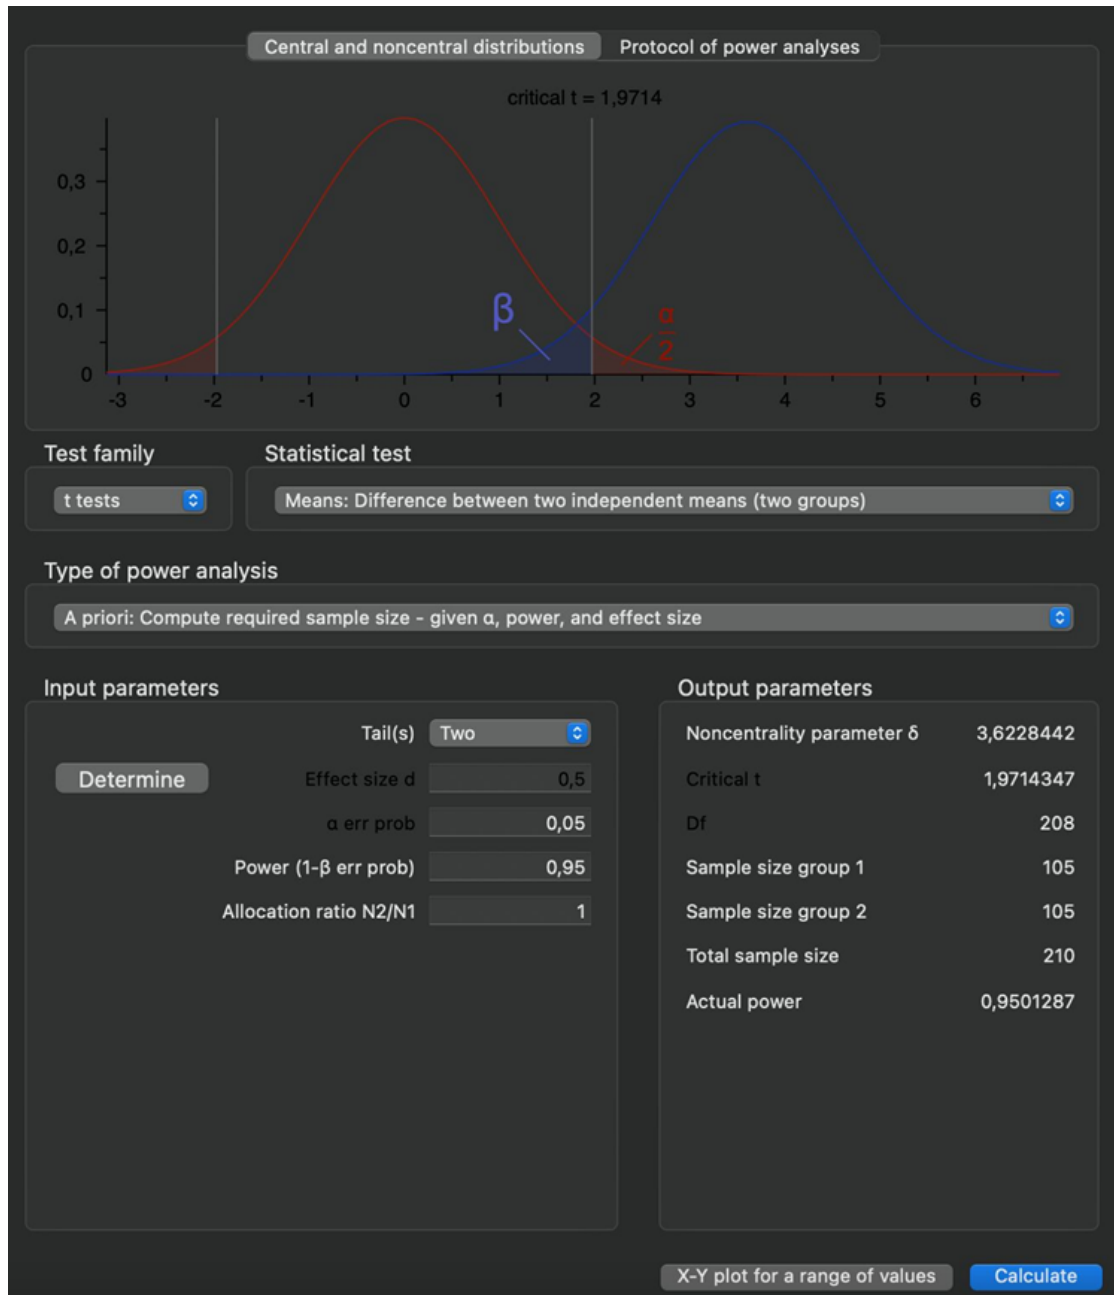 Central and noncentral distributions Protocol of power analyses
critical t = 1,9714
0,3
0,2
0,1
0
β
α
2
-3 -2 -1 0 1 2 3 4 5 6
Test family Statistical test
t tests Means: Difference between two independent means (two groups)
Type of power analysis
A priori: Compute required sample size - given α, power, and effect size
Input parameters Output parameters
Tail(s) Two Noncentrality parameter δ 3,6228442
Determine Effect size d 0,5 Critical t 1,9714347
α err prob 0,05 Df 208
Power (1-β err prob) 0,95 Sample size group 1 105
Allocation ratio N2/N1 1 Sample size group 2 105
Total sample size 210
Actual power 0,9501287
X-Y plot for a range of values Calculate